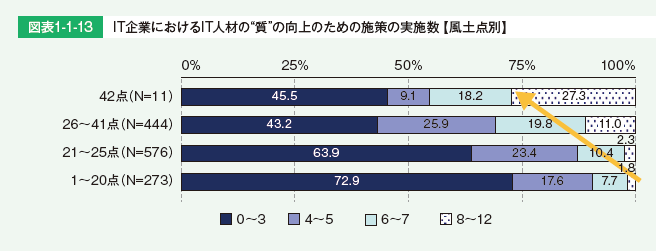 図表1-1-13 IT企業におけるIT人材の“質”の向上のための施策の実施数【風土点別】
0% 25% 50% 75% 100%
42点(N=11) 45.5 9.1 18.2 27.3
26～41点(N=444) 43.2 25.9 19.8 11.0
21～25点(N=576) 63.9 23.4 10.4 2.3
1～20点(N=273) 72.9 17.6 7.7 1.8
0～3 4～5 6～7 8～12